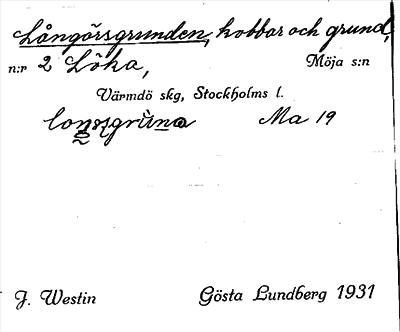 Långörsgrunden, kobbar och grund,
n:r 2 Löka, Möja s:n
Värmdö skg, Stockholms l.
Ma 19
J. Westin Gösta Lundberg 1931